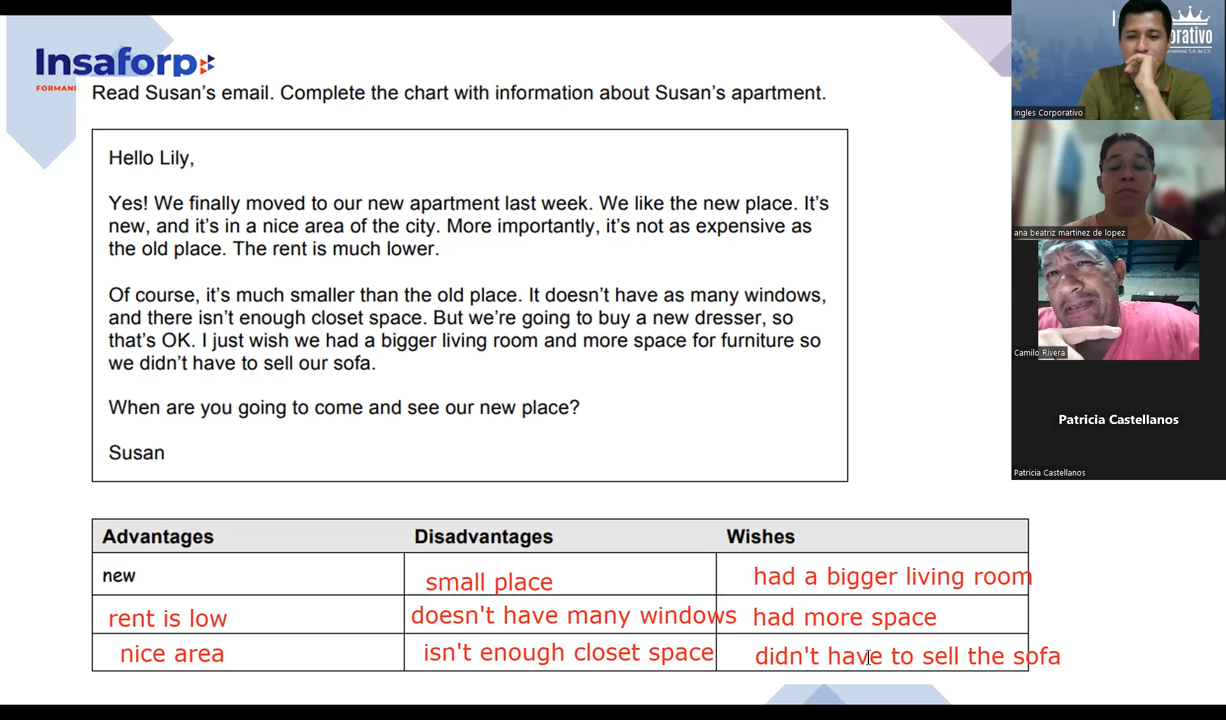 Insaforp
FORMAN
Read Susan's email. Complete the chart with information about Susan's apartment.
Hello Lily,
Yes! We finally moved to our new apartment last week. We like the new place. It's
new, and it's in a nice area of the city. More importantly, it's not as expensive as
the old place. The rent is much lower.
Of course, it's much smaller than the old place. It doesn't have as many windows,
and there isn't enough closet space. But we're going to buy a new dresser, so
that's OK. I just wish we had a bigger living room and more space for furniture so
we didn't have to sell our sofa.
When are you going to come and see our new place?
Susan
Advantages Disadvantages Wishes
new small place had a bigger living room
rent is low doesn't have many windows had more space
nice area isn't enough closet space didn't have to sell the sofa
Ingles Corporativo
ana beatriz martinez de lopez
Camilo Rivera
Patricia Castellanos
Patricia Castellanos